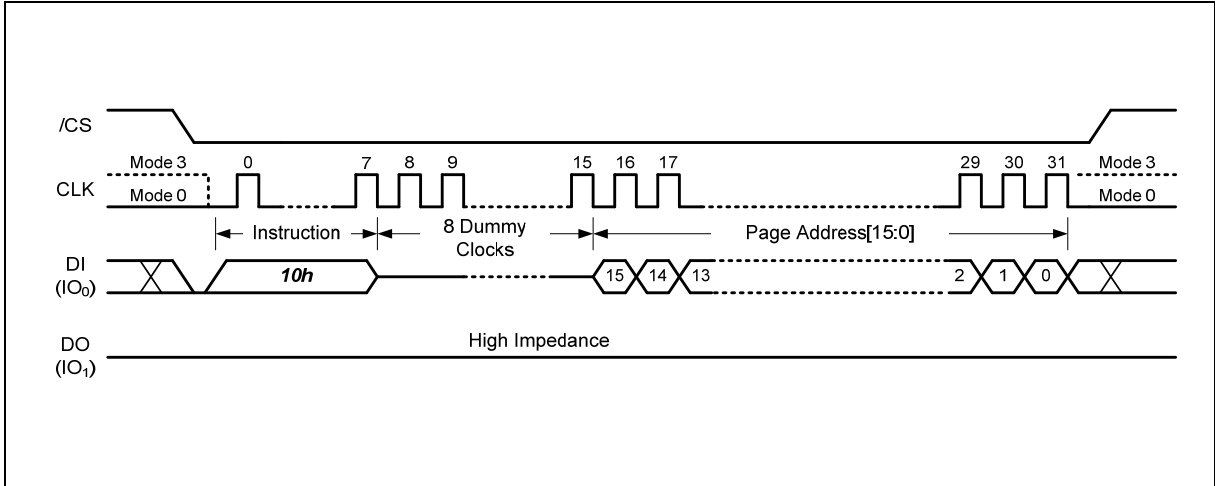 /CS
Mode 3 0 7 8 9 15 16 17 29 30 31 Mode 3
CLK
Mode 0 Mode 0
Instruction 8 Dummy Clocks Page Address[15:0]
DI (IO₀) 10h 15 14 13 2 1 0
DO (IO₁) High Impedance